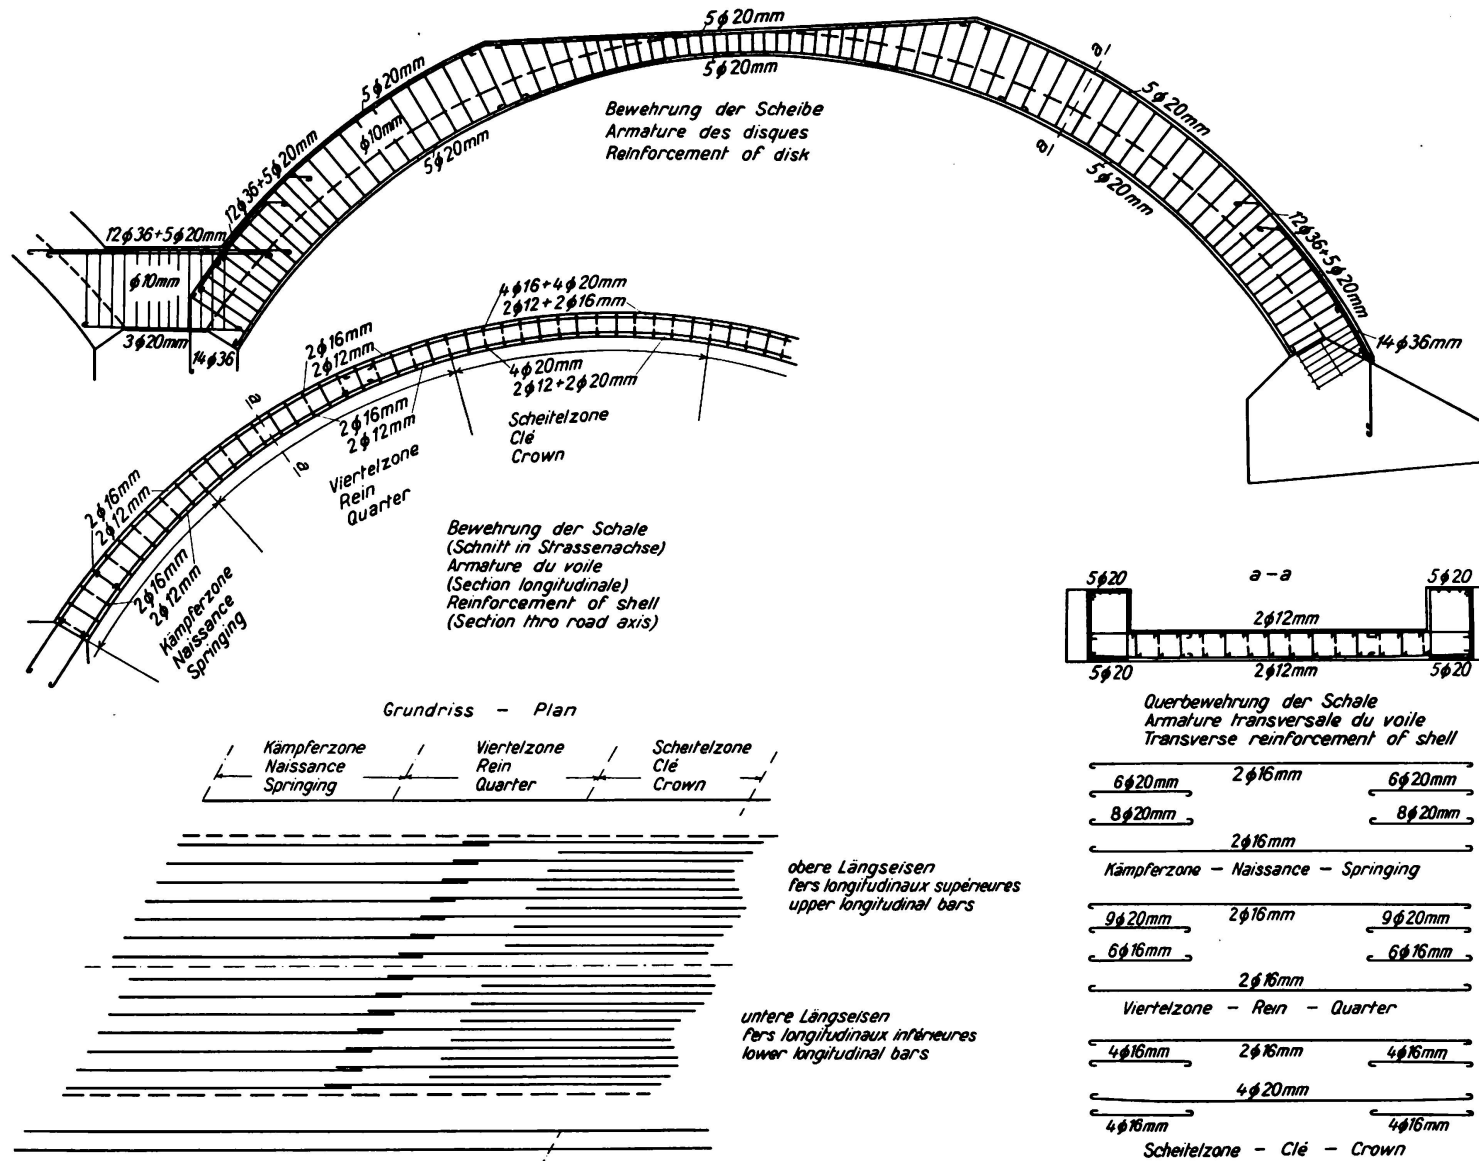 5ϕ20mm
5ϕ20mm
5ϕ20mm
ϕ10mm
5ϕ20mm
12ϕ36+5ϕ20mm
12ϕ36+5ϕ20mm
ϕ10mm
3ϕ20mm
14ϕ36
Bewehrung der Scheibe
Armature des disques
Reinforcement of disk
a
a
5ϕ20mm
5ϕ20mm
12ϕ36+5ϕ20mm
14ϕ36mm
4ϕ16+4ϕ20mm
2ϕ12+2ϕ16mm
2ϕ16mm
2ϕ12mm
4ϕ20mm
2ϕ12+2ϕ20mm
a
a
2ϕ16mm
2ϕ12mm
Scheitelzone
Clé
Crown
Viertelzone
Rein
Quarter
2ϕ16mm
2ϕ12mm
2ϕ16mm
2ϕ12mm
Kämpferzone
Naissance
Springing
Bewehrung der Schale
(Schnitt in Strassenachse)
Armature du voile
(Section longitudinale)
Reinforcement of shell
(Section thro road axis)
a-a
5ϕ20 5ϕ20
2ϕ12mm
5ϕ20 2ϕ12mm 5ϕ20
Querbewehrung der Schale
Armature transversale du voile
Transverse reinforcement of shell
2ϕ16mm
6ϕ20mm 6ϕ20mm
8ϕ20mm 8ϕ20mm
2ϕ16mm
Kämpferzone - Naissance - Springing
9ϕ20mm 2ϕ16mm 9ϕ20mm
6ϕ16mm 6ϕ16mm
2ϕ16mm
Viertelzone - Rein - Quarter
4ϕ16mm 2ϕ16mm 4ϕ16mm
4ϕ20mm
4ϕ16mm 4ϕ16mm
Scheitelzone - Clé - Crown
Grundriss - Plan
Kämpferzone Viertelzone Scheitelzone
Naissance Rein Clé
Springing Quarter Crown
obere Längseisen
fers longitudinaux supérieures
upper longitudinal bars
untere Längseisen
fers longitudinaux inférieures
lower longitudinal bars